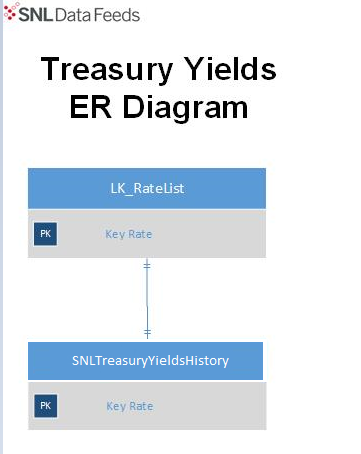 SNL Data Feeds
Treasury Yields
ER Diagram
LK_RateList
PK Key Rate
SNLTreasuryYieldsHistory
PK Key Rate